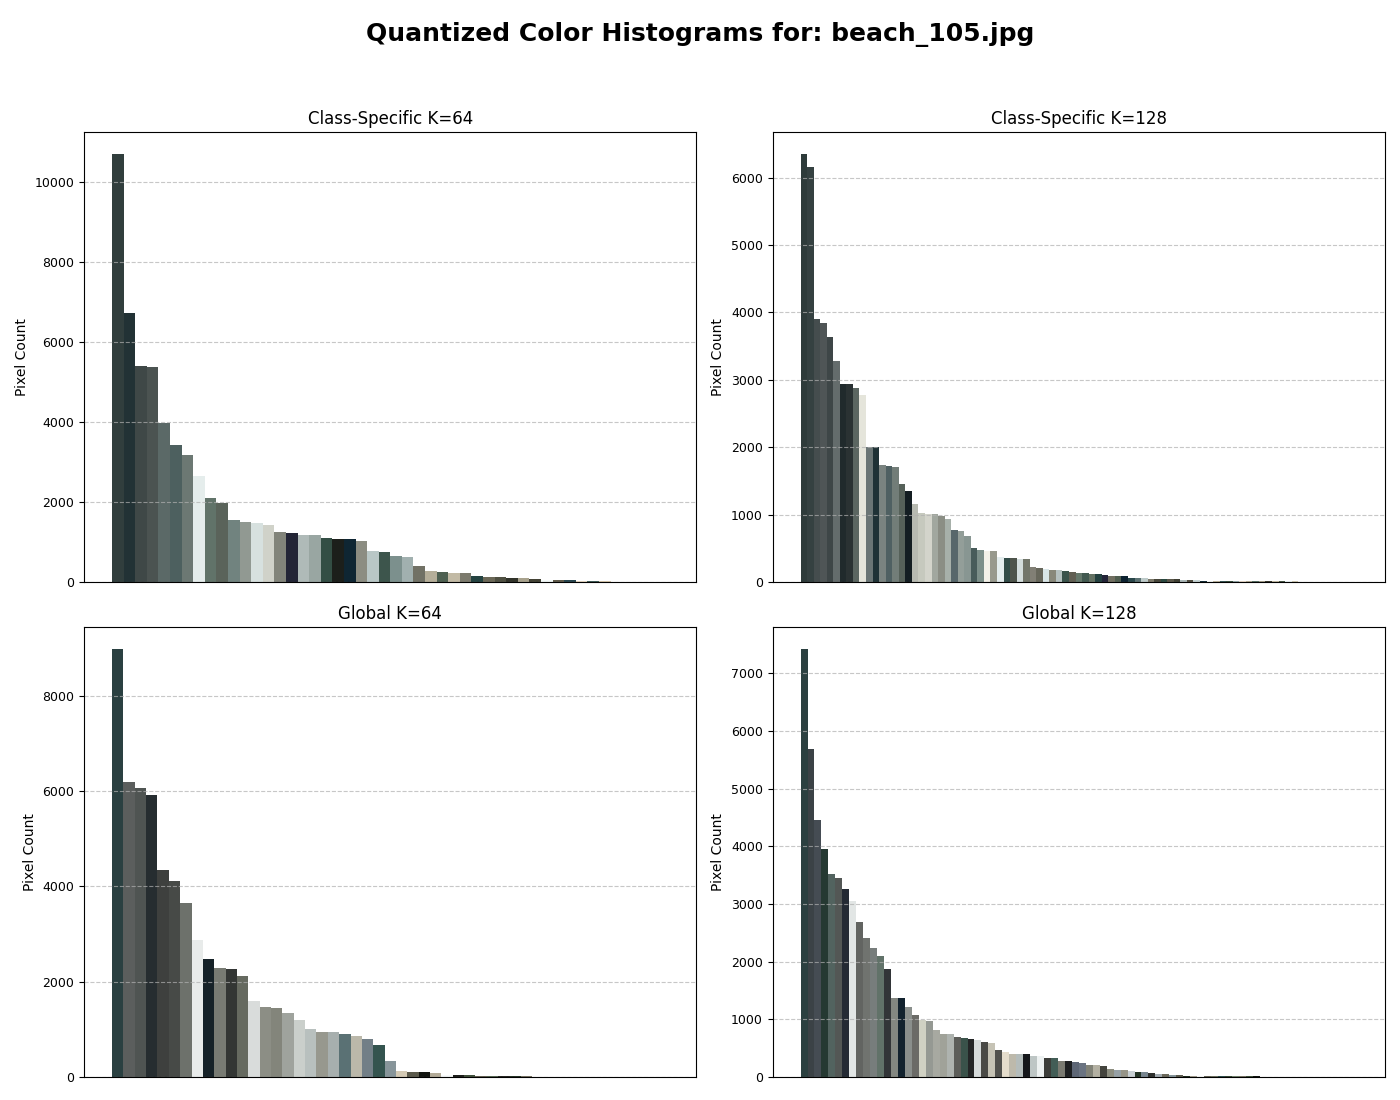 Quantized Color Histograms for: beach_105.jpg
Class-Specific K=64
Pixel Count
10000
8000
6000
4000
2000
0
Class-Specific K=128
Pixel Count
6000
5000
4000
3000
2000
1000
0
Global K=64
Pixel Count
8000
6000
4000
2000
0
Global K=128
Pixel Count
7000
6000
5000
4000
3000
2000
1000
0